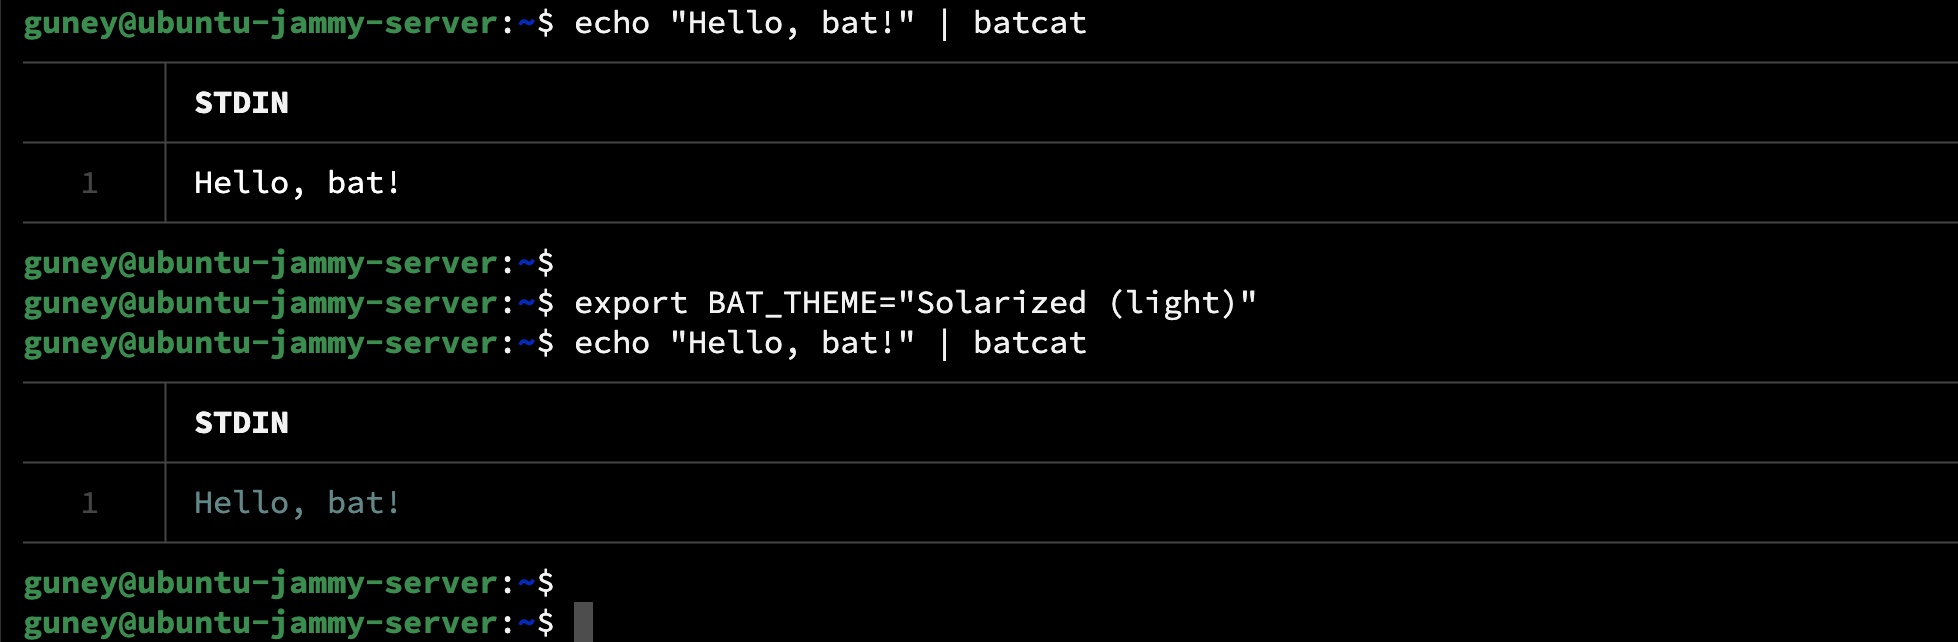 guney@ubuntu-jammy-server:~$ echo "Hello, bat!" | batcat
STDIN
1 Hello, bat!
guney@ubuntu-jammy-server:~$
guney@ubuntu-jammy-server:~$ export BAT_THEME="Solarized (light)"
guney@ubuntu-jammy-server:~$ echo "Hello, bat!" | batcat
STDIN
1 Hello, bat!
guney@ubuntu-jammy-server:~$
guney@ubuntu-jammy-server:~$